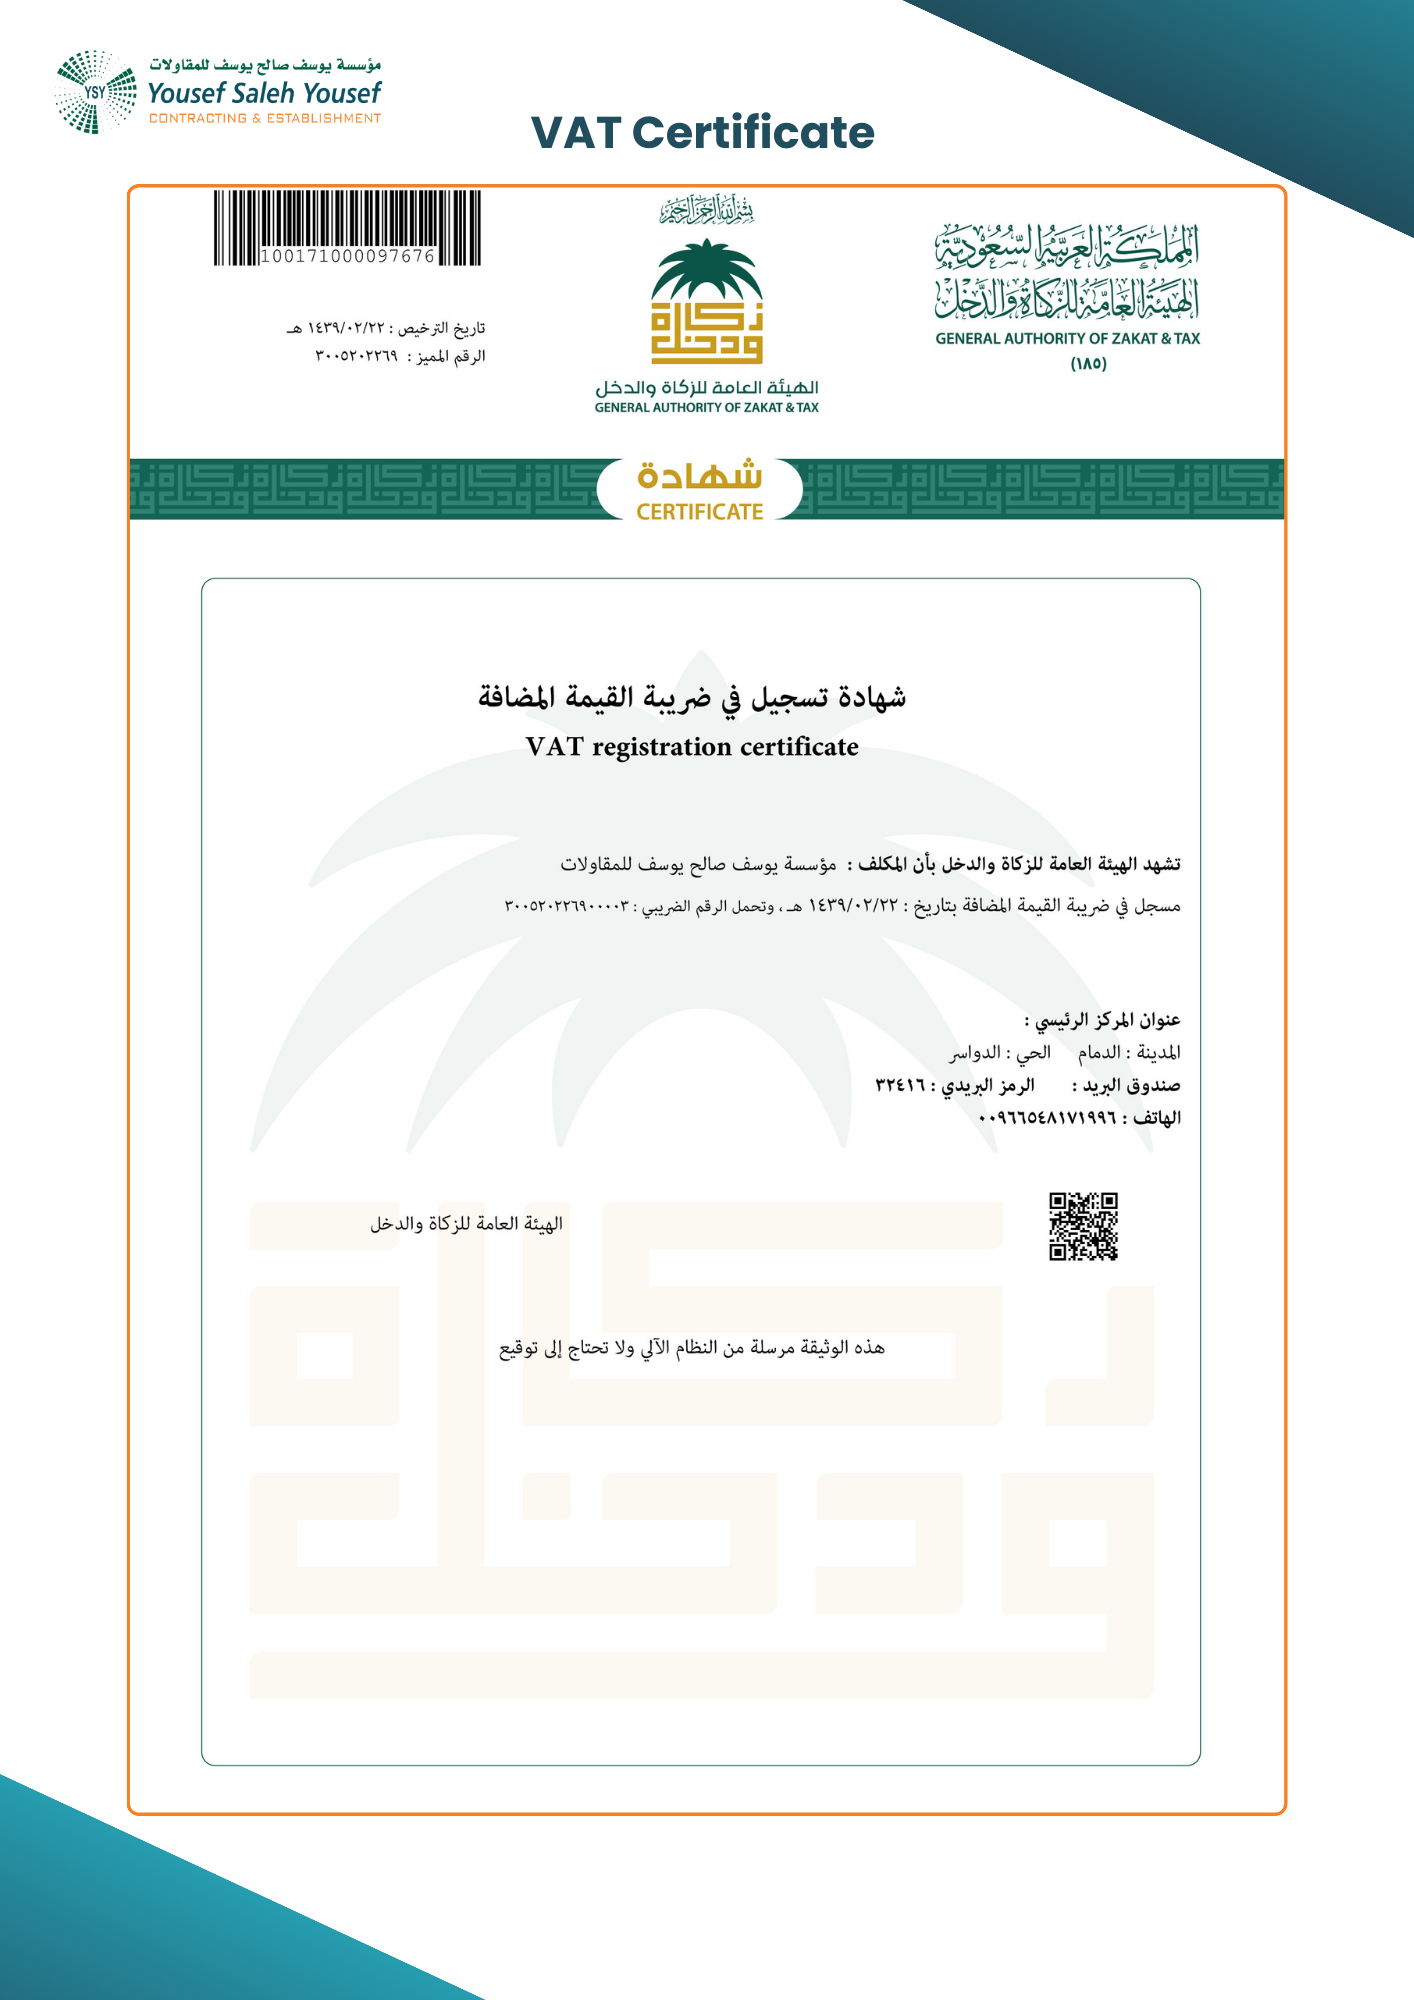 مؤسسة يوسف صالح يوسف للمقاولات
YSY
Yousef Saleh Yousef
CONTRACTING & ESTABLISHMENT
VAT Certificate
100171000097676
تاريخ الترخيص : ١٤٣٩/٠٢/٢٢ هـ
الرقم المميز : ٣٠٠٥٢٠٢٢٦٩
بسم الله الرحمن الرحيم
زكاة
ودخل
الهيئة العامة للزكاة والدخل
GENERAL AUTHORITY OF ZAKAT & TAX
المملكة العربية السعودية
الهيئة العامة للزكاة والدخل
GENERAL AUTHORITY OF ZAKAT & TAX
(١٨٥)
شهادة
CERTIFICATE
شهادة تسجيل في ضريبة القيمة المضافة
VAT registration certificate
تشهد الهيئة العامة للزكاة والدخل بأن المكلف : مؤسسة يوسف صالح يوسف للمقاولات
مسجل في ضريبة القيمة المضافة بتاريخ : ١٤٣٩/٠٢/٢٢ هـ ، وتحمل الرقم الضريبي : ٣٠٠٥٢٠٢٢٦٩٠٠٠٠٣
عنوان المركز الرئيسي :
المدينة : الدمام الحي : الدواسر
صندوق البريد : الرمز البريدي : ٣٢٤١٦
الهاتف : ٠٠٩٦٦٥٤٨١٧١٩٩٦
الهيئة العامة للزكاة والدخل
هذه الوثيقة مرسلة من النظام الآلي ولا تحتاج إلى توقيع